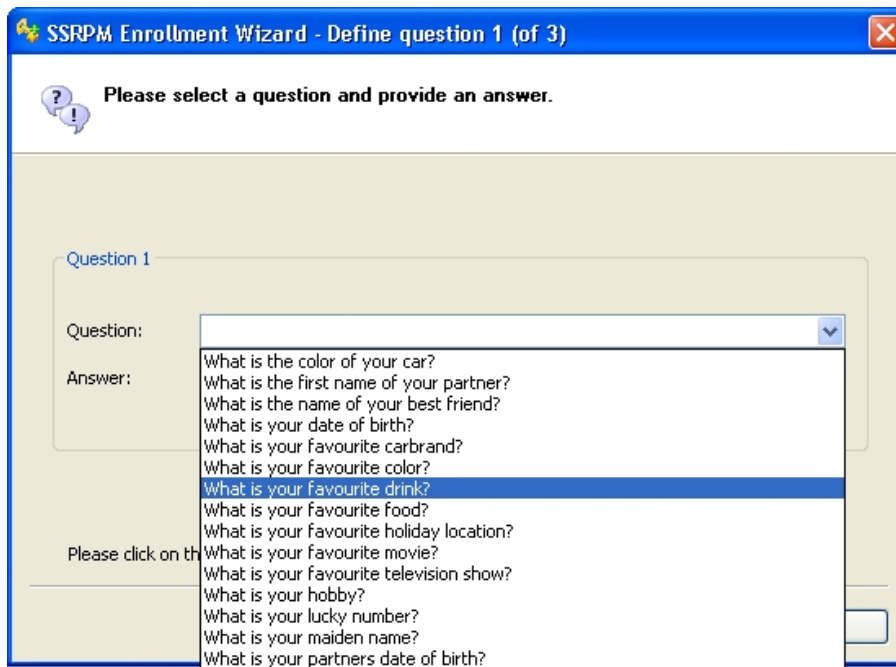 SSRPM Enrollment Wizard - Define question 1 (of 3)
Please select a question and provide an answer.
Question 1
Question:
Answer:
What is the color of your car?
What is the first name of your partner?
What is the name of your best friend?
What is your date of birth?
What is your favourite carbrand?
What is your favourite color?
What is your favourite drink?
What is your favourite food?
What is your favourite holiday location?
What is your favourite movie?
What is your favourite television show?
What is your hobby?
What is your lucky number?
What is your maiden name?
What is your partners date of birth?
Please click on th